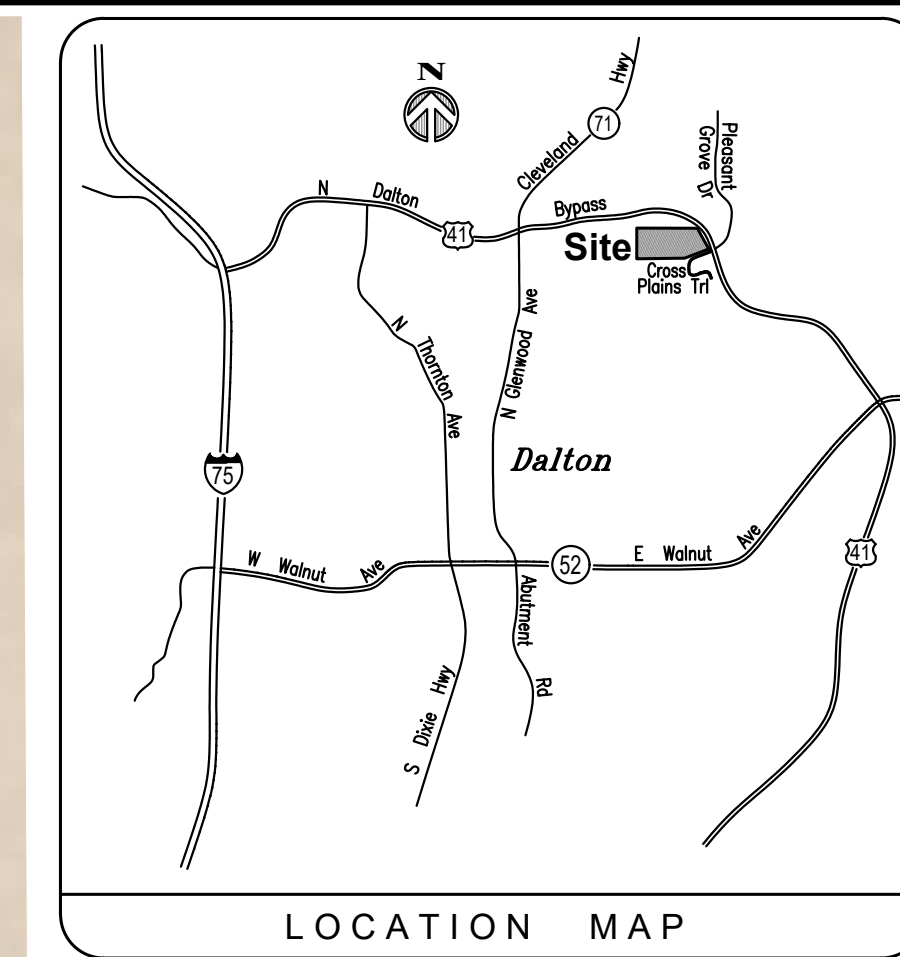 N
Hwy
71
Cleveland
Pleasant
Grove Dr
N Dalton
41
Bypass
Site
Cross
Plains Trl
N Thornton Ave
N Glenwood Ave
Dalton
75
W Walnut Ave
52
E Walnut Ave
41
Abutment Rd
S Dixie Hwy
LOCATION MAP